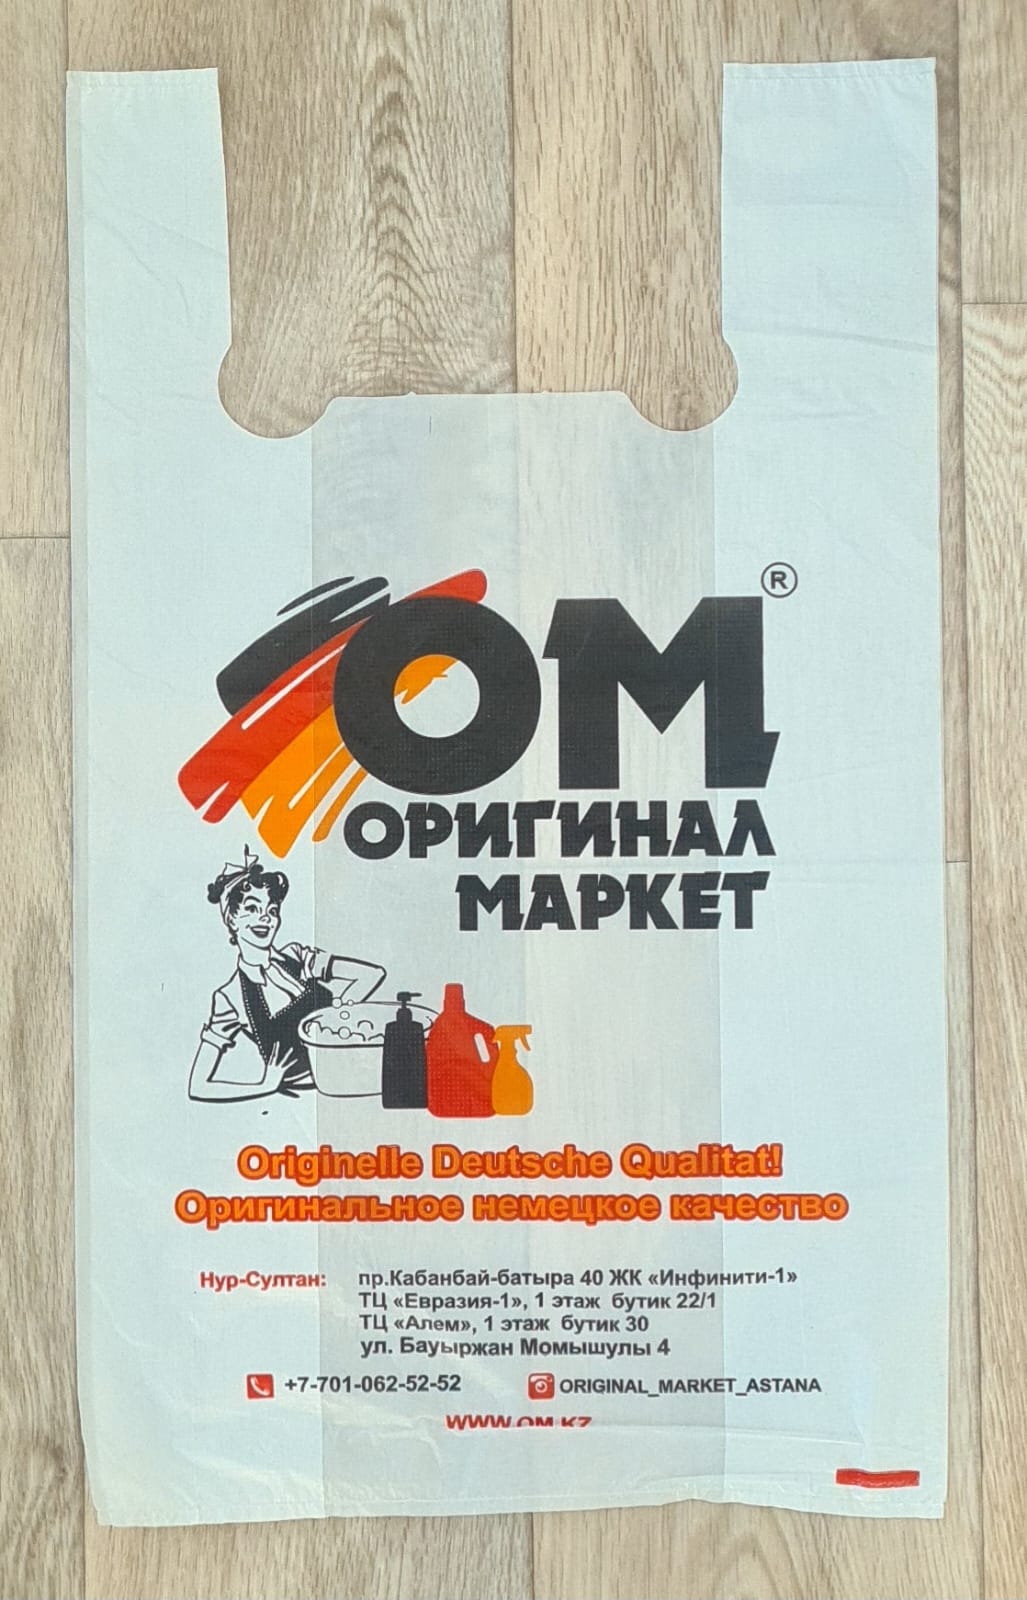 ОМ®
ОРИГИНАЛ
МАРКЕТ
Originelle Deutsche Qualitat!
Оригинальное немецкое качество
Нур-Султан: пр.Кабанбай-батыра 40 ЖК «Инфинити-1»
ТЦ «Евразия-1», 1 этаж бутик 22/1
ТЦ «Алем», 1 этаж бутик 30
ул. Бауыржан Момышулы 4
+7-701-062-52-52 ORIGINAL_MARKET_ASTANA
WWW.OM.KZ